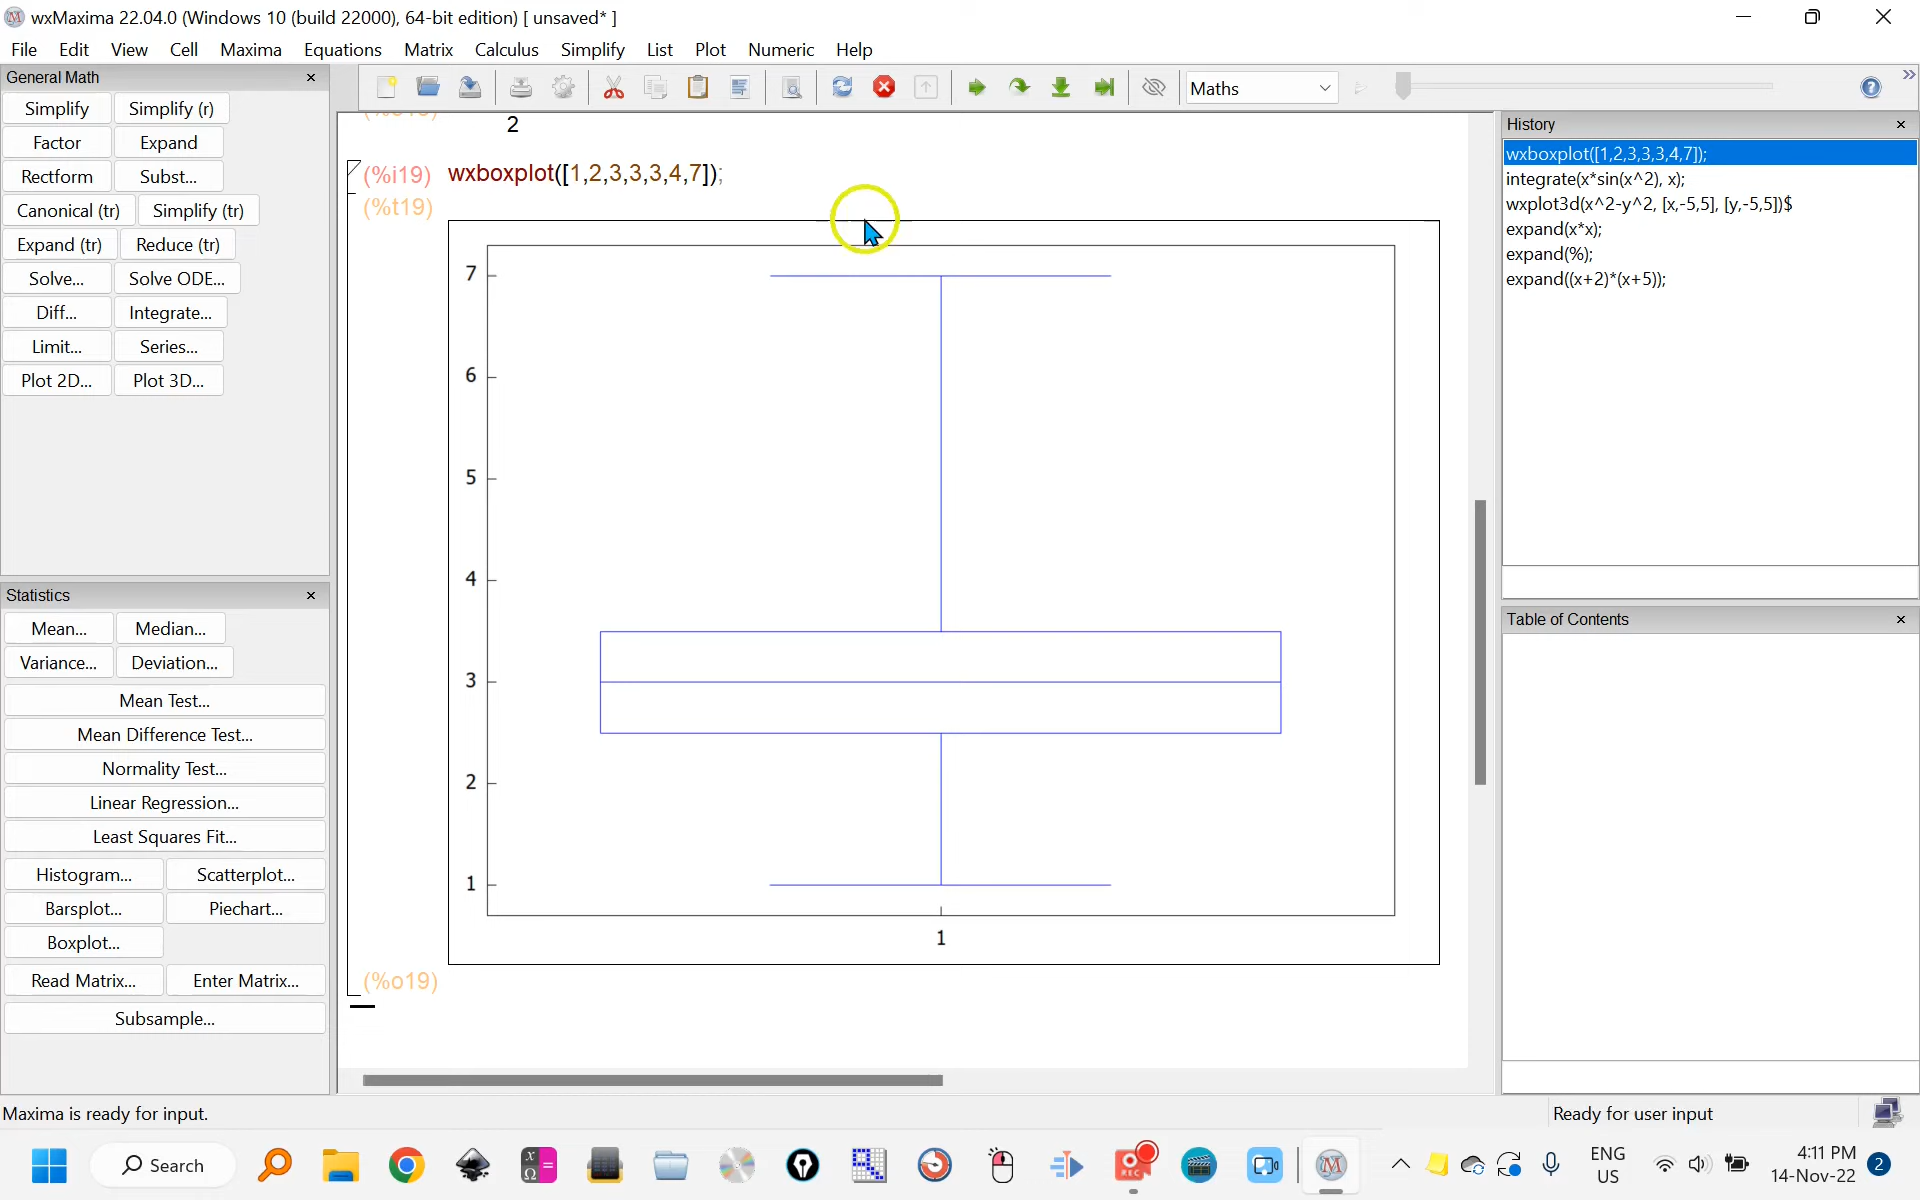 wxMaxima 22.04.0 (Windows 10 (build 22000), 64-bit edition) [ unsaved* ]
File Edit View Cell Maxima Equations Matrix Calculus Simplify List Plot Numeric Help
General Math
Simplify Simplify (r)
Factor Expand
Rectform Subst...
Canonical (tr) Simplify (tr)
Expand (tr) Reduce (tr)
Solve... Solve ODE...
Diff... Integrate...
Limit... Series...
Plot 2D... Plot 3D...
Statistics
Mean... Median...
Variance... Deviation...
Mean Test...
Mean Difference Test...
Normality Test...
Linear Regression...
Least Squares Fit...
Histogram... Scatterplot...
Barsplot... Piechart...
Boxplot...
Read Matrix... Enter Matrix...
Subsample...
Maths
2
(%i19) wxboxplot([1,2,3,3,3,4,7]);
(%t19)
7
6
5
4
3
2
1
1
(%o19)
History
wxboxplot([1,2,3,3,3,4,7]);
integrate(x*sin(x^2), x);
wxplot3d(x^2-y^2, [x,-5,5], [y,-5,5])$
expand(x*x);
expand(%);
expand((x+2)*(x+5));
Table of Contents
Maxima is ready for input.
Ready for user input
Search
REC
ENG
US
4:11 PM
14-Nov-22
2